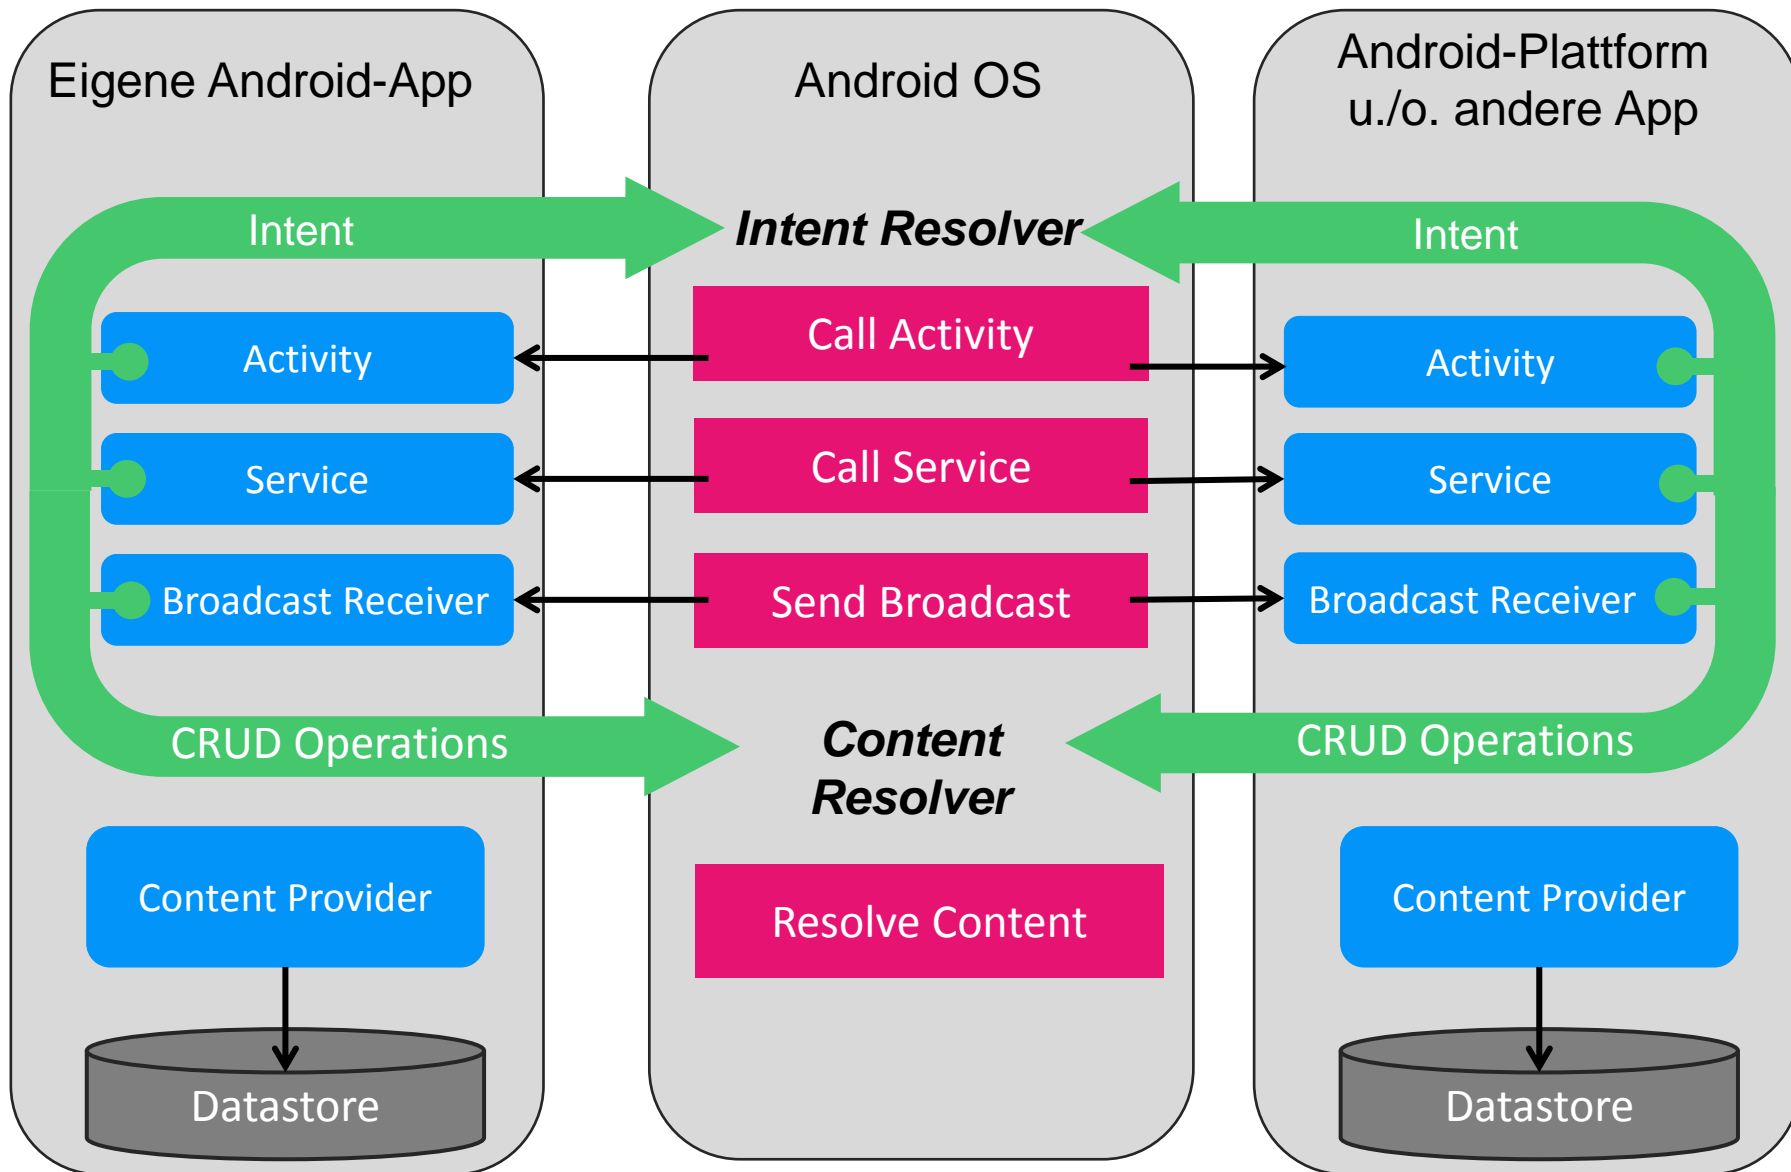 Eigene Android-App
Android OS
Android-Plattform
u./o. andere App
Intent
Intent Resolver
Intent
Call Activity
Activity
Activity
Call Service
Service
Service
Send Broadcast
Broadcast Receiver
Broadcast Receiver
CRUD Operations
Content
Resolver
CRUD Operations
Content Provider
Resolve Content
Content Provider
Datastore
Datastore